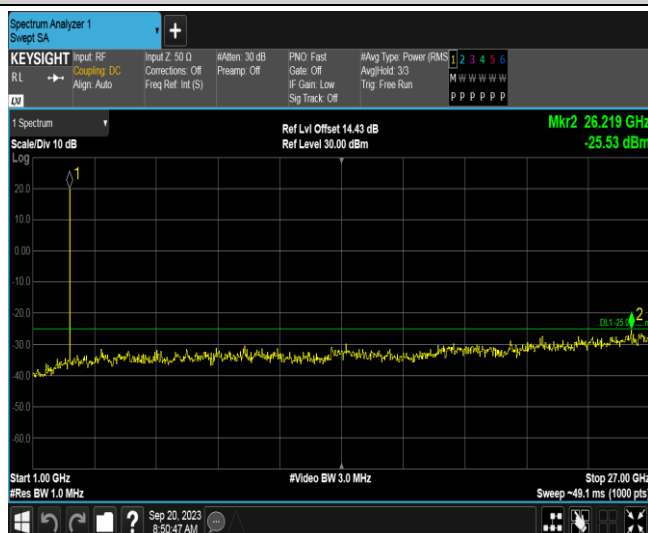 Spectrum Analyzer 1
Swept SA
KEYSIGHT
RL
Input: RF
Coupling: DC
Align: Auto
Input Z: 50 Ω
Corrections: Off
Freq Ref: Int (S)
#Atten: 30 dB
Preamp: Off
PNO: Fast
Gate: Off
IF Gain: Low
Sig Track: Off
#Avg Type: Power (RMS
Avg|Hold: 3/3
Trig: Free Run
1 2 3 4 5 6
M W W W W W
P P P P P P
LXI
1 Spectrum
Scale/Div 10 dB
Ref Lvl Offset 14.43 dB
Ref Level 30.00 dBm
Mkr2 26.219 GHz
-25.53 dBm
Log
1
20.0
10.0
0.00
-10.0
-20.0
DL1 -25.0
2
-30.0
-40.0
-50.0
-60.0
Start 1.00 GHz
#Video BW 3.0 MHz
Stop 27.00 GHz
#Res BW 1.0 MHz
Sweep ~49.1 ms (1000 pts)
?
Sep 20, 2023
8:50:47 AM